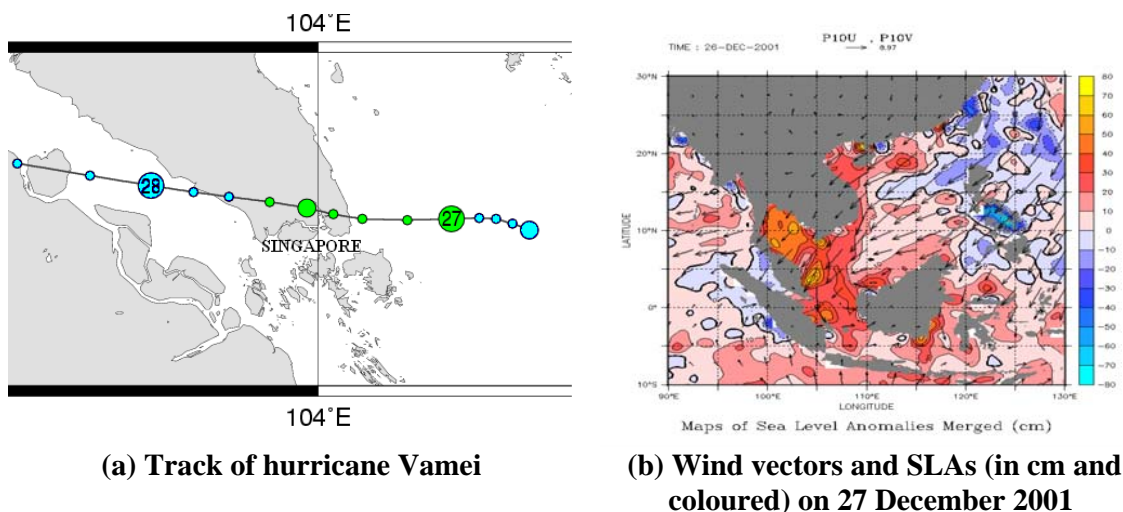 104°E
28
27
SINGAPORE
104°E
(a) Track of hurricane Vamei
P10U , P10V
TIME : 26-DEC-2001
8.97
30°N
20°N
10°N
0°
10°S
LATITUDE
90°E 100°E 110°E 120°E 130°E
LONGITUDE
80
70
60
50
40
30
20
10
0
-10
-20
-30
-40
-50
-60
-70
-80
Maps of Sea Level Anomalies Merged (cm)
(b) Wind vectors and SLAs (in cm and
coloured) on 27 December 2001